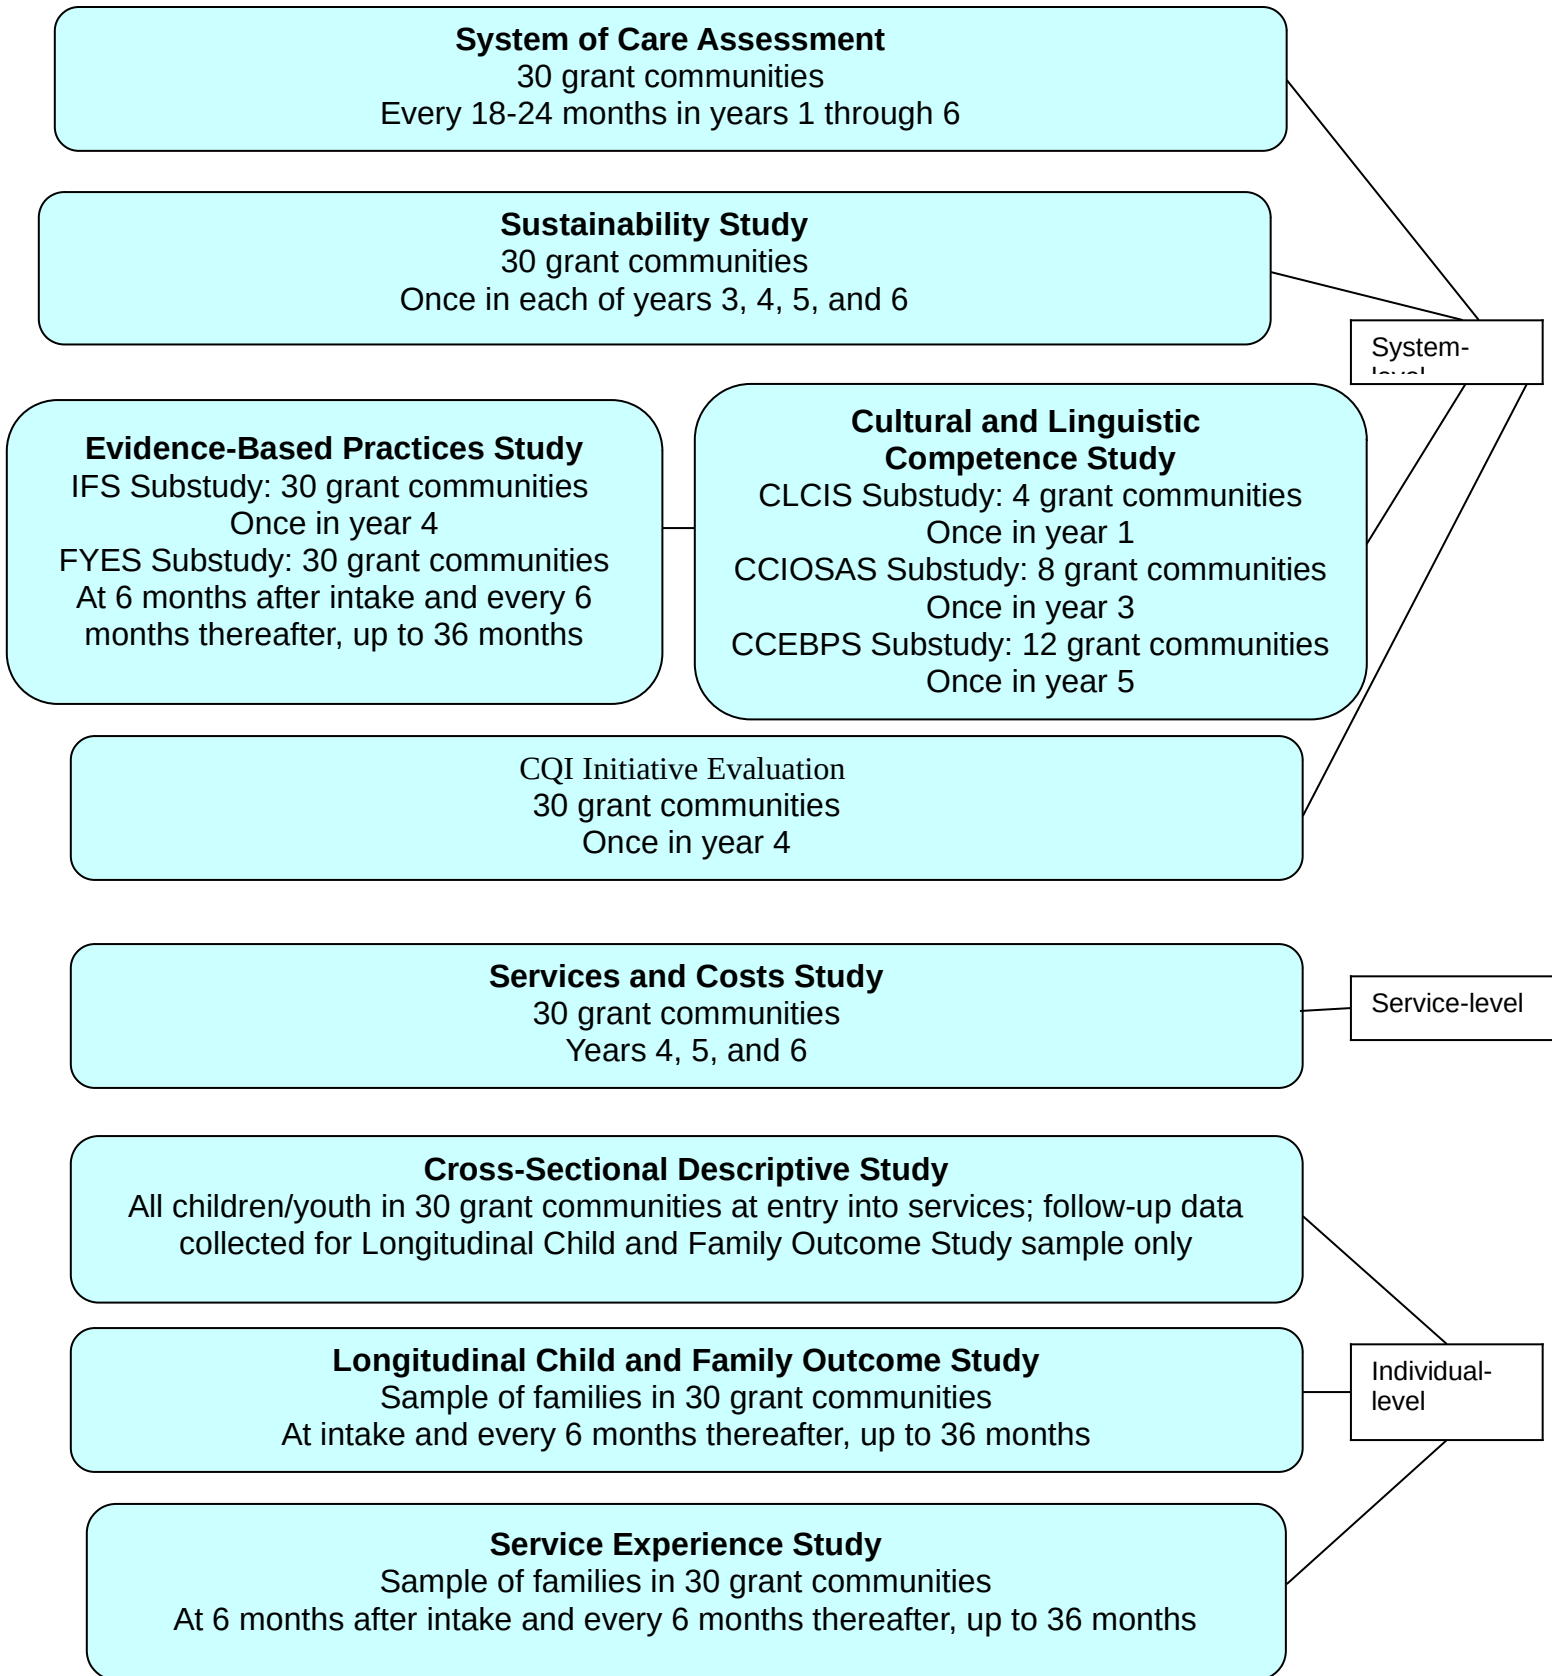 System of Care Assessment
30 grant communities
Every 18-24 months in years 1 through 6
Sustainability Study
30 grant communities
Once in each of years 3, 4, 5, and 6
System-
Evidence-Based Practices Study
IFS Substudy: 30 grant communities
Once in year 4
FYES Substudy: 30 grant communities
At 6 months after intake and every 6
months thereafter, up to 36 months
Cultural and Linguistic
Competence Study
CLCIS Substudy: 4 grant communities
Once in year 1
CCIOSAS Substudy: 8 grant communities
Once in year 3
CCEBPS Substudy: 12 grant communities
Once in year 5
CQI Initiative Evaluation
30 grant communities
Once in year 4
Services and Costs Study
30 grant communities
Years 4, 5, and 6
Service-level
Cross-Sectional Descriptive Study
All children/youth in 30 grant communities at entry into services; follow-up data
collected for Longitudinal Child and Family Outcome Study sample only
Longitudinal Child and Family Outcome Study
Sample of families in 30 grant communities
At intake and every 6 months thereafter, up to 36 months
Individual-
level
Service Experience Study
Sample of families in 30 grant communities
At 6 months after intake and every 6 months thereafter, up to 36 months